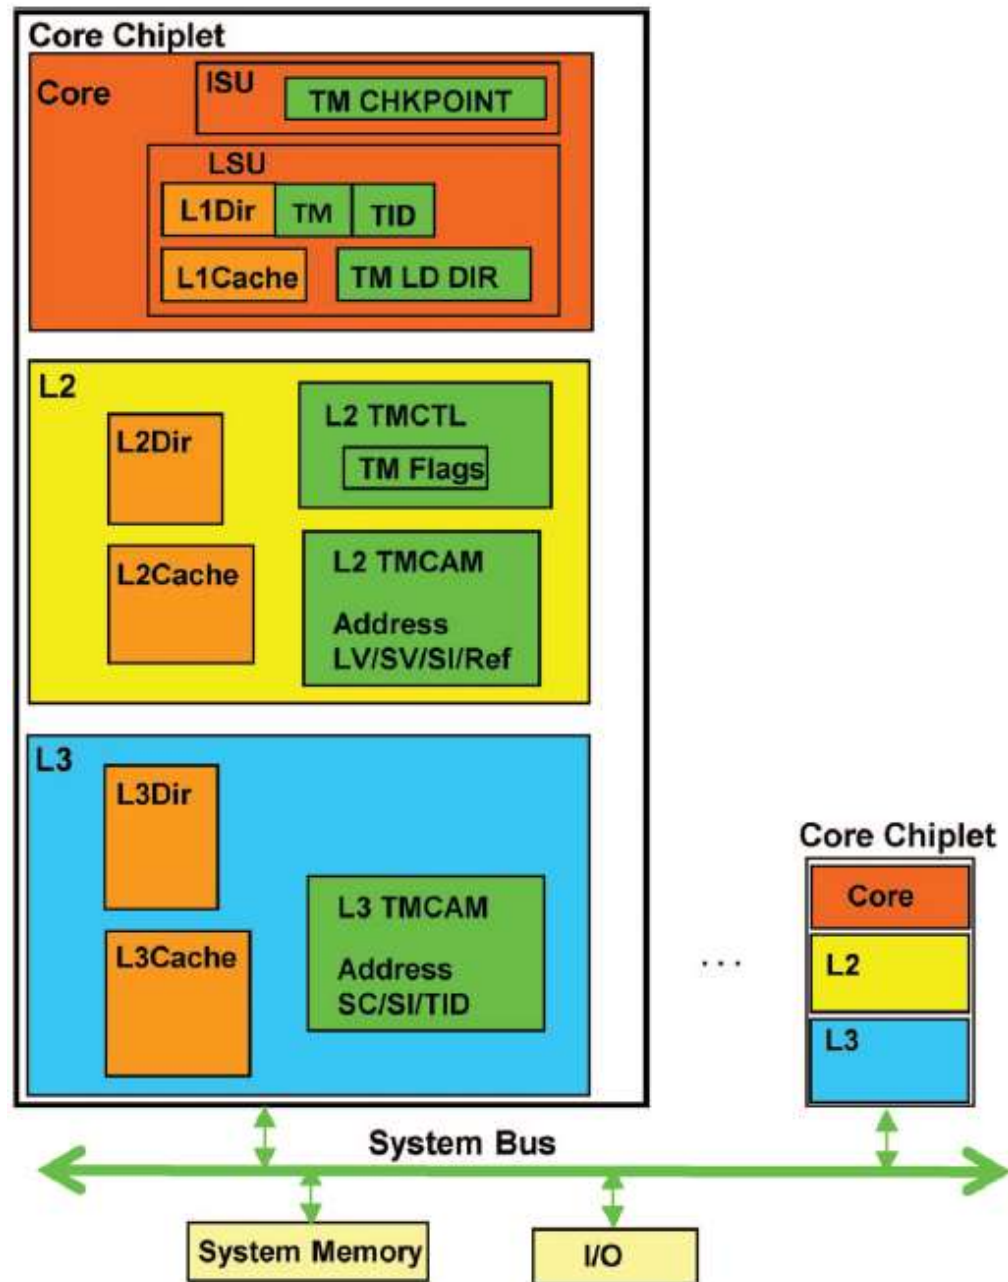 Core Chiplet
Core
ISU
TM CHKPOINT
LSU
L1Dir
TM
TID
L1Cache
TM LD DIR
L2
L2Dir
L2Cache
L2 TMCTL
TM Flags
L2 TMCAM
Address
LV/SV/SI/Ref
L3
L3Dir
L3Cache
L3 TMCAM
Address
SC/SI/TID
...
Core Chiplet
Core
L2
L3
System Bus
System Memory
I/O